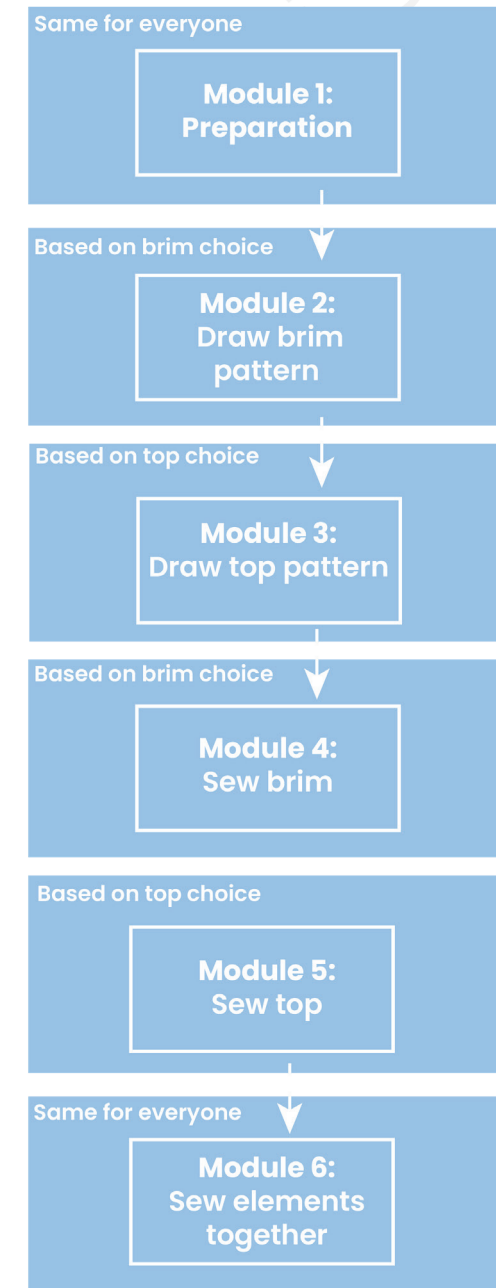 Same for everyone
Module 1:
Preparation
Based on brim choice
Module 2:
Draw brim
pattern
Based on top choice
Module 3:
Draw top pattern
Based on brim choice
Module 4:
Sew brim
Based on top choice
Module 5:
Sew top
Same for everyone
Module 6:
Sew elements
together